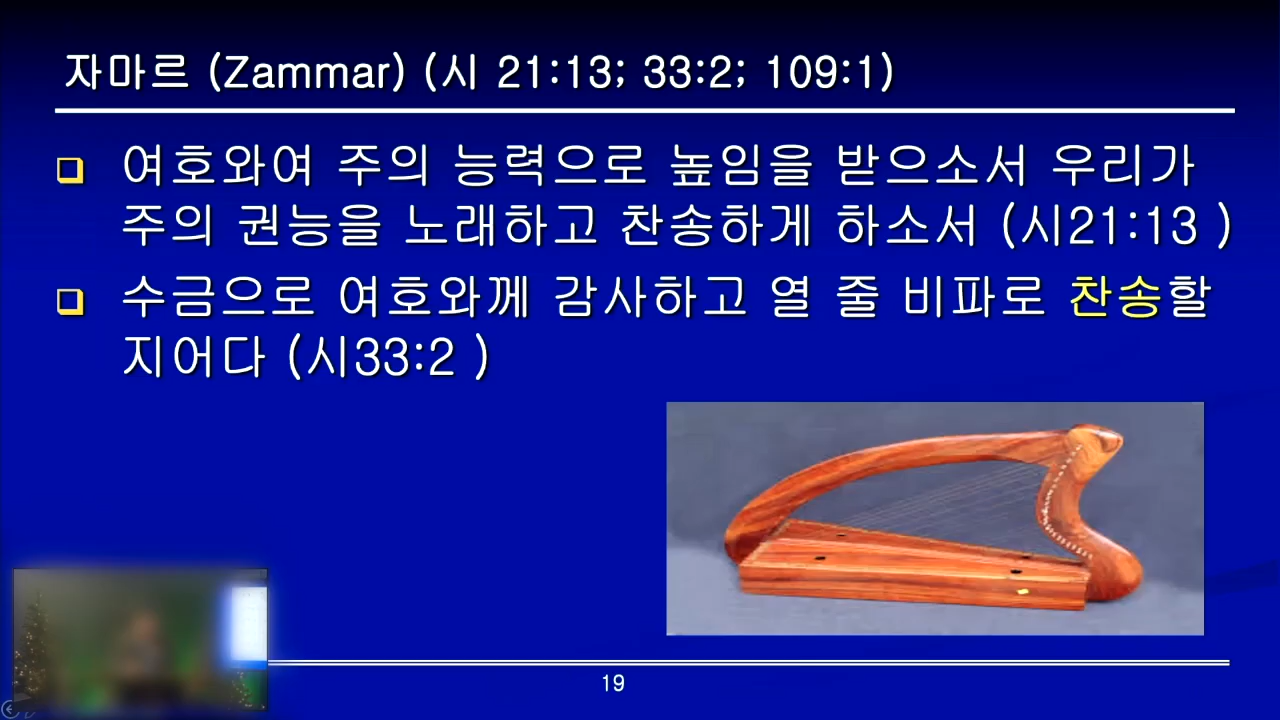 자마르 (Zammar) (시 21:13; 33:2; 109:1)
여호와여 주의 능력으로 높임을 받으소서 우리가
주의 권능을 노래하고 찬송하게 하소서 (시21:13 )
수금으로 여호와께 감사하고 열 줄 비파로 찬송할
지어다 (시33:2 )
19